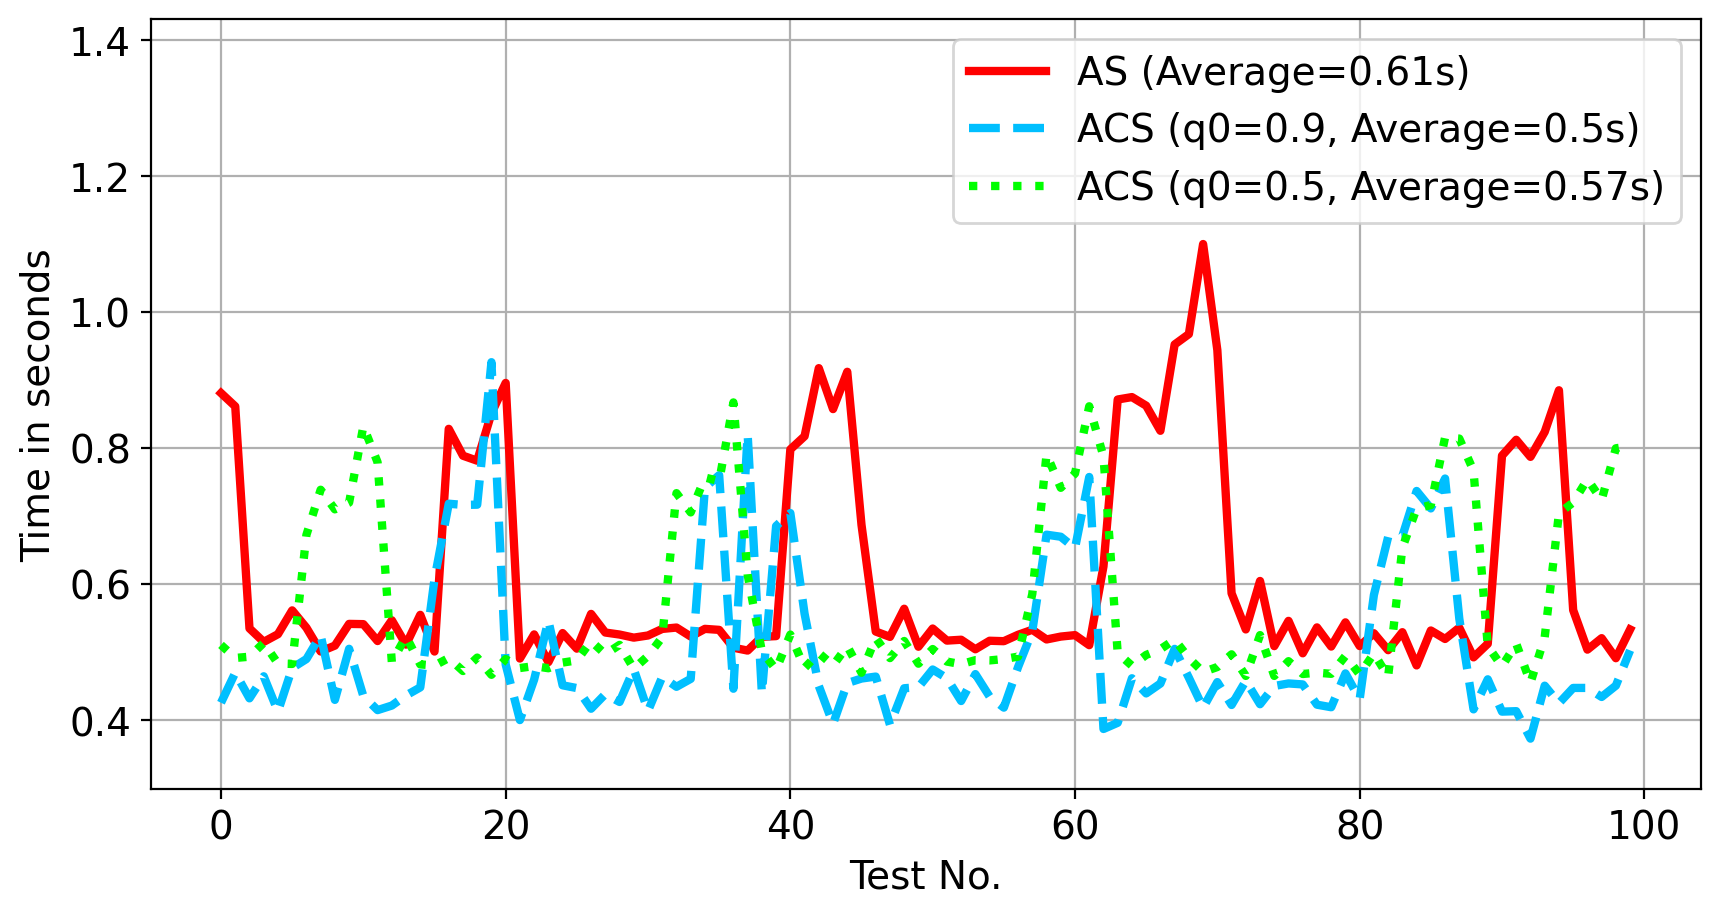 1.4
1.2
1.0
0.8
0.6
0.4
Time in seconds
AS (Average=0.61s)
ACS (q0=0.9, Average=0.5s)
ACS (q0=0.5, Average=0.57s)
0 20 40 60 80 100
Test No.